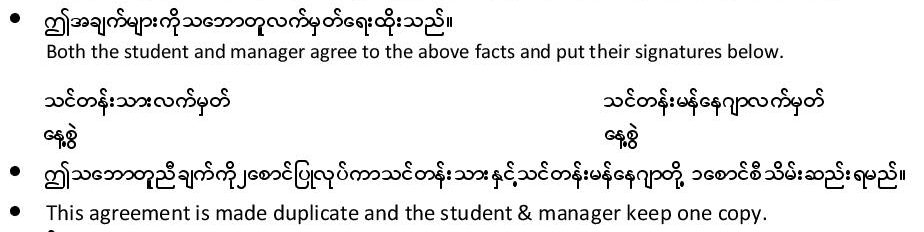 • ဤအချက်များကိုသဘောတူလက်မှတ်ရေးထိုးသည်။
Both the student and manager agree to the above facts and put their signatures below.
သင်တန်းသားလက်မှတ် သင်တန်းမန်နေဂျာလက်မှတ်
နေ့စွဲ နေ့စွဲ
• ဤသဘောတူညီချက်ကို၂စောင်ပြုလုပ်ကာသင်တန်းသားနှင့်သင်တန်းမန်နေဂျာတို့ ၁စောင်စီသိမ်းဆည်းရမည်။
• This agreement is made duplicate and the student & manager keep one copy.